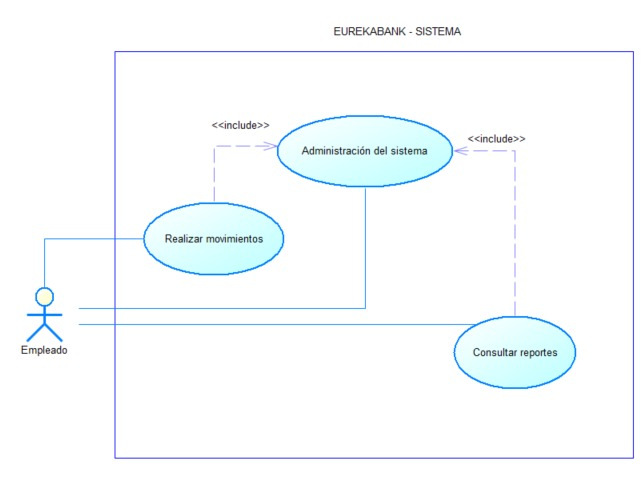 EUREKABANK - SISTEMA
<<include>>
<<include>>
Administración del sistema
Realizar movimientos
Empleado
Consultar reportes